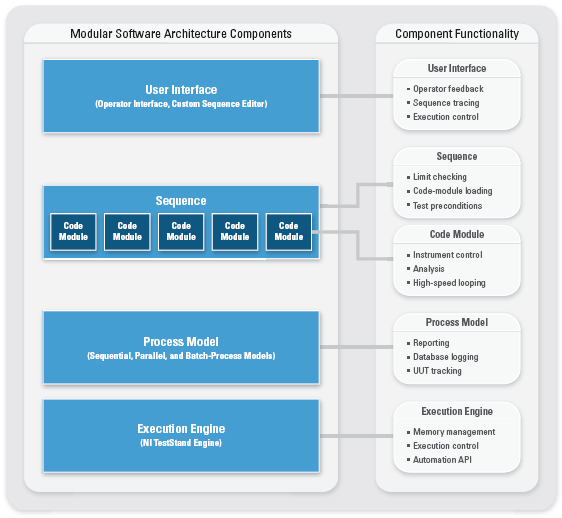 Modular Software Architecture Components
User Interface
(Operator Interface, Custom Sequence Editor)
Sequence
Code Module
Code Module
Code Module
Code Module
Code Module
Process Model
(Sequential, Parallel, and Batch-Process Models)
Execution Engine
(NI TestStand Engine)
Component Functionality
User Interface
▪ Operator feedback
▪ Sequence tracing
▪ Execution control
Sequence
▪ Limit checking
▪ Code-module loading
▪ Test preconditions
Code Module
▪ Instrument control
▪ Analysis
▪ High-speed looping
Process Model
▪ Reporting
▪ Database logging
▪ UUT tracking
Execution Engine
▪ Memory management
▪ Execution control
▪ Automation API